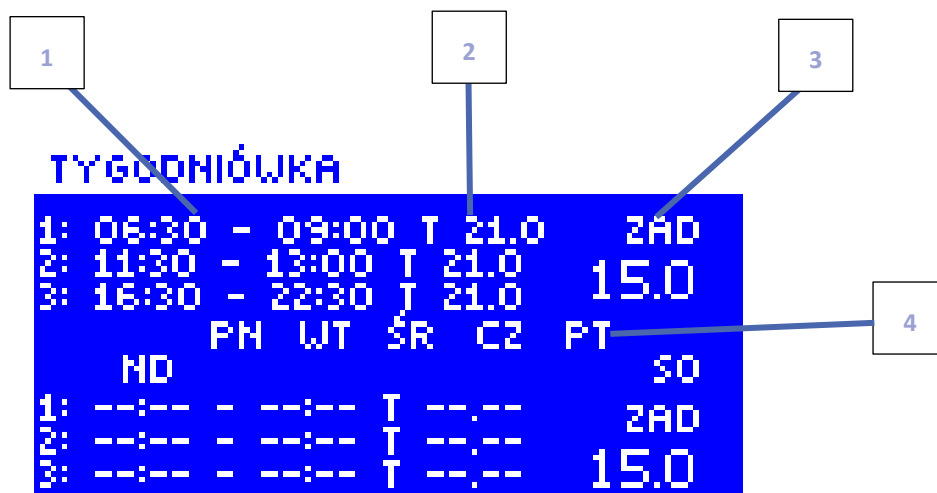 1 2 3
TYGODNIÓWKA
1: 06:30 - 09:00 T 21.0 ZAD
2: 11:30 - 13:00 T 21.0
3: 16:30 - 22:30 T 21.0 15.0
4
PN WT ŚR CZ PT
ND SO
1: --:-- - --:-- T --.-- ZAD
2: --:-- - --:-- T --.--
3: --:-- - --:-- T --.-- 15.0